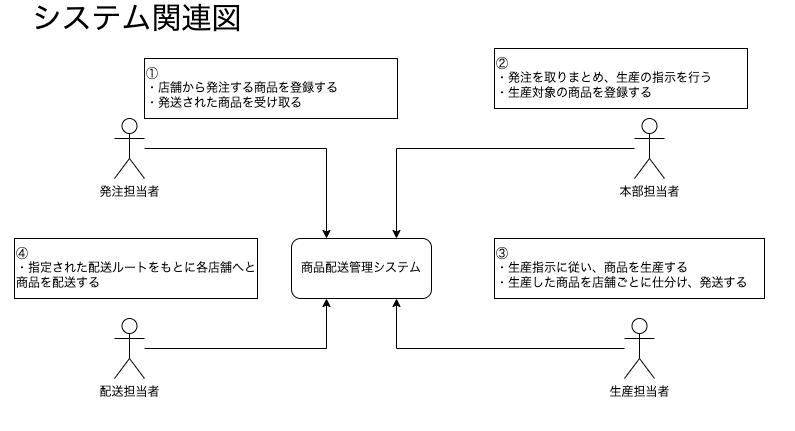 システム関連図
①
・店舗から発注する商品を登録する
・発送された商品を受け取る
②
・発注を取りまとめ、生産の指示を行う
・生産対象の商品を登録する
発注担当者
本部担当者
④
・指定された配送ルートをもとに各店舗へと
商品を配送する
商品配送管理システム
③
・生産指示に従い、商品を生産する
・生産した商品を店舗ごとに仕分け、発送する
配送担当者
生産担当者